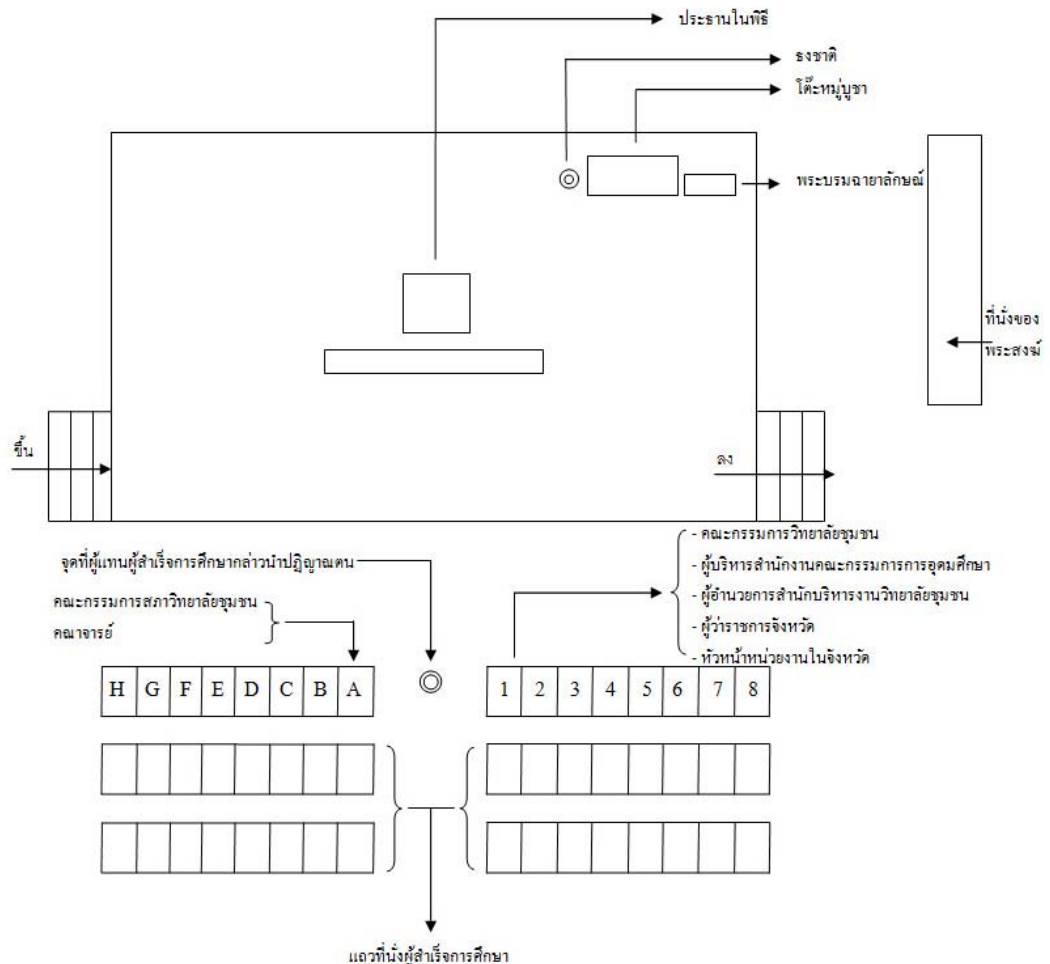 ประธานในพิธี
ธงชาติ
โต๊ะหมู่บูชา
พระบรมฉายาลักษณ์
ที่นั่งของ
พระสงฆ์
ขึ้น
ลง
จุดที่ผู้แทนผู้สำเร็จการศึกษากล่าวนำปฏิญาณตน
คณะกรรมการสภาวิทยาลัยชุมชน
คณาจารย์
- คณะกรรมการวิทยาลัยชุมชน
- ผู้บริหารสำนักงานคณะกรรมการการอุดมศึกษา
- ผู้อำนวยการสำนักบริหารงานวิทยาลัยชุมชน
- ผู้ว่าราชการจังหวัด
- หัวหน้าหน่วยงานในจังหวัด
H G F E D C B A
1 2 3 4 5 6 7 8
แถวที่นั่งผู้สำเร็จการศึกษา